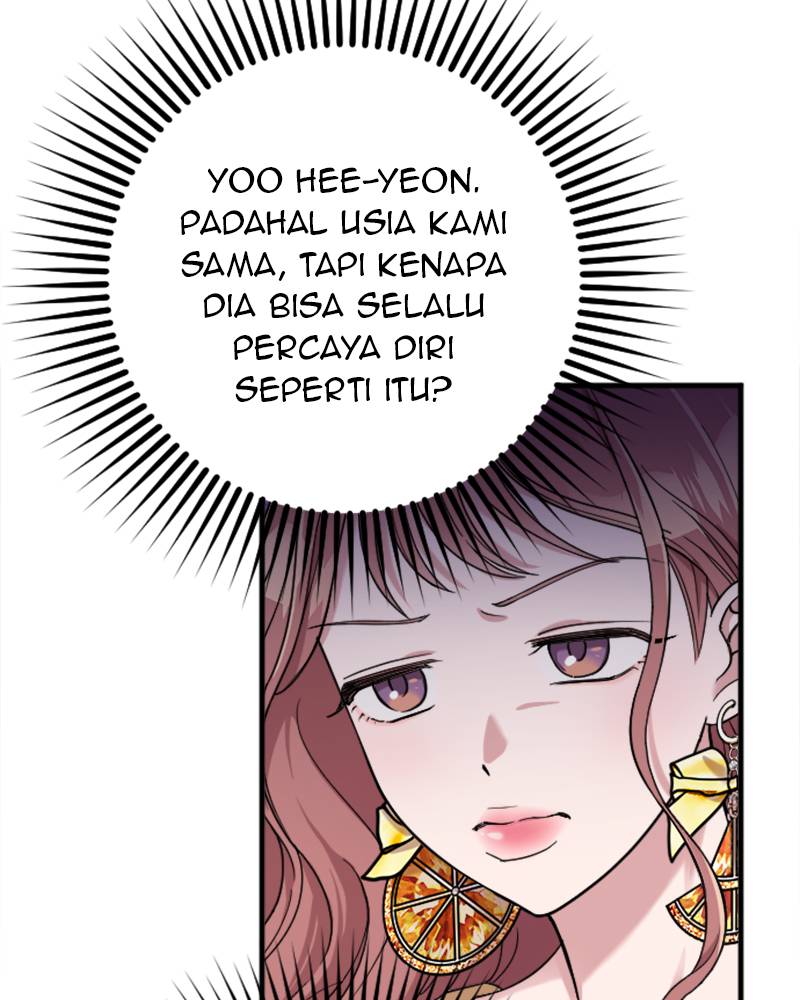 YOO HEE-YEON.
PADAHAL USIA KAMI
SAMA, TAPI KENAPA
DIA BISA SELALU
PERCAYA DIRI
SEPERTI ITU?